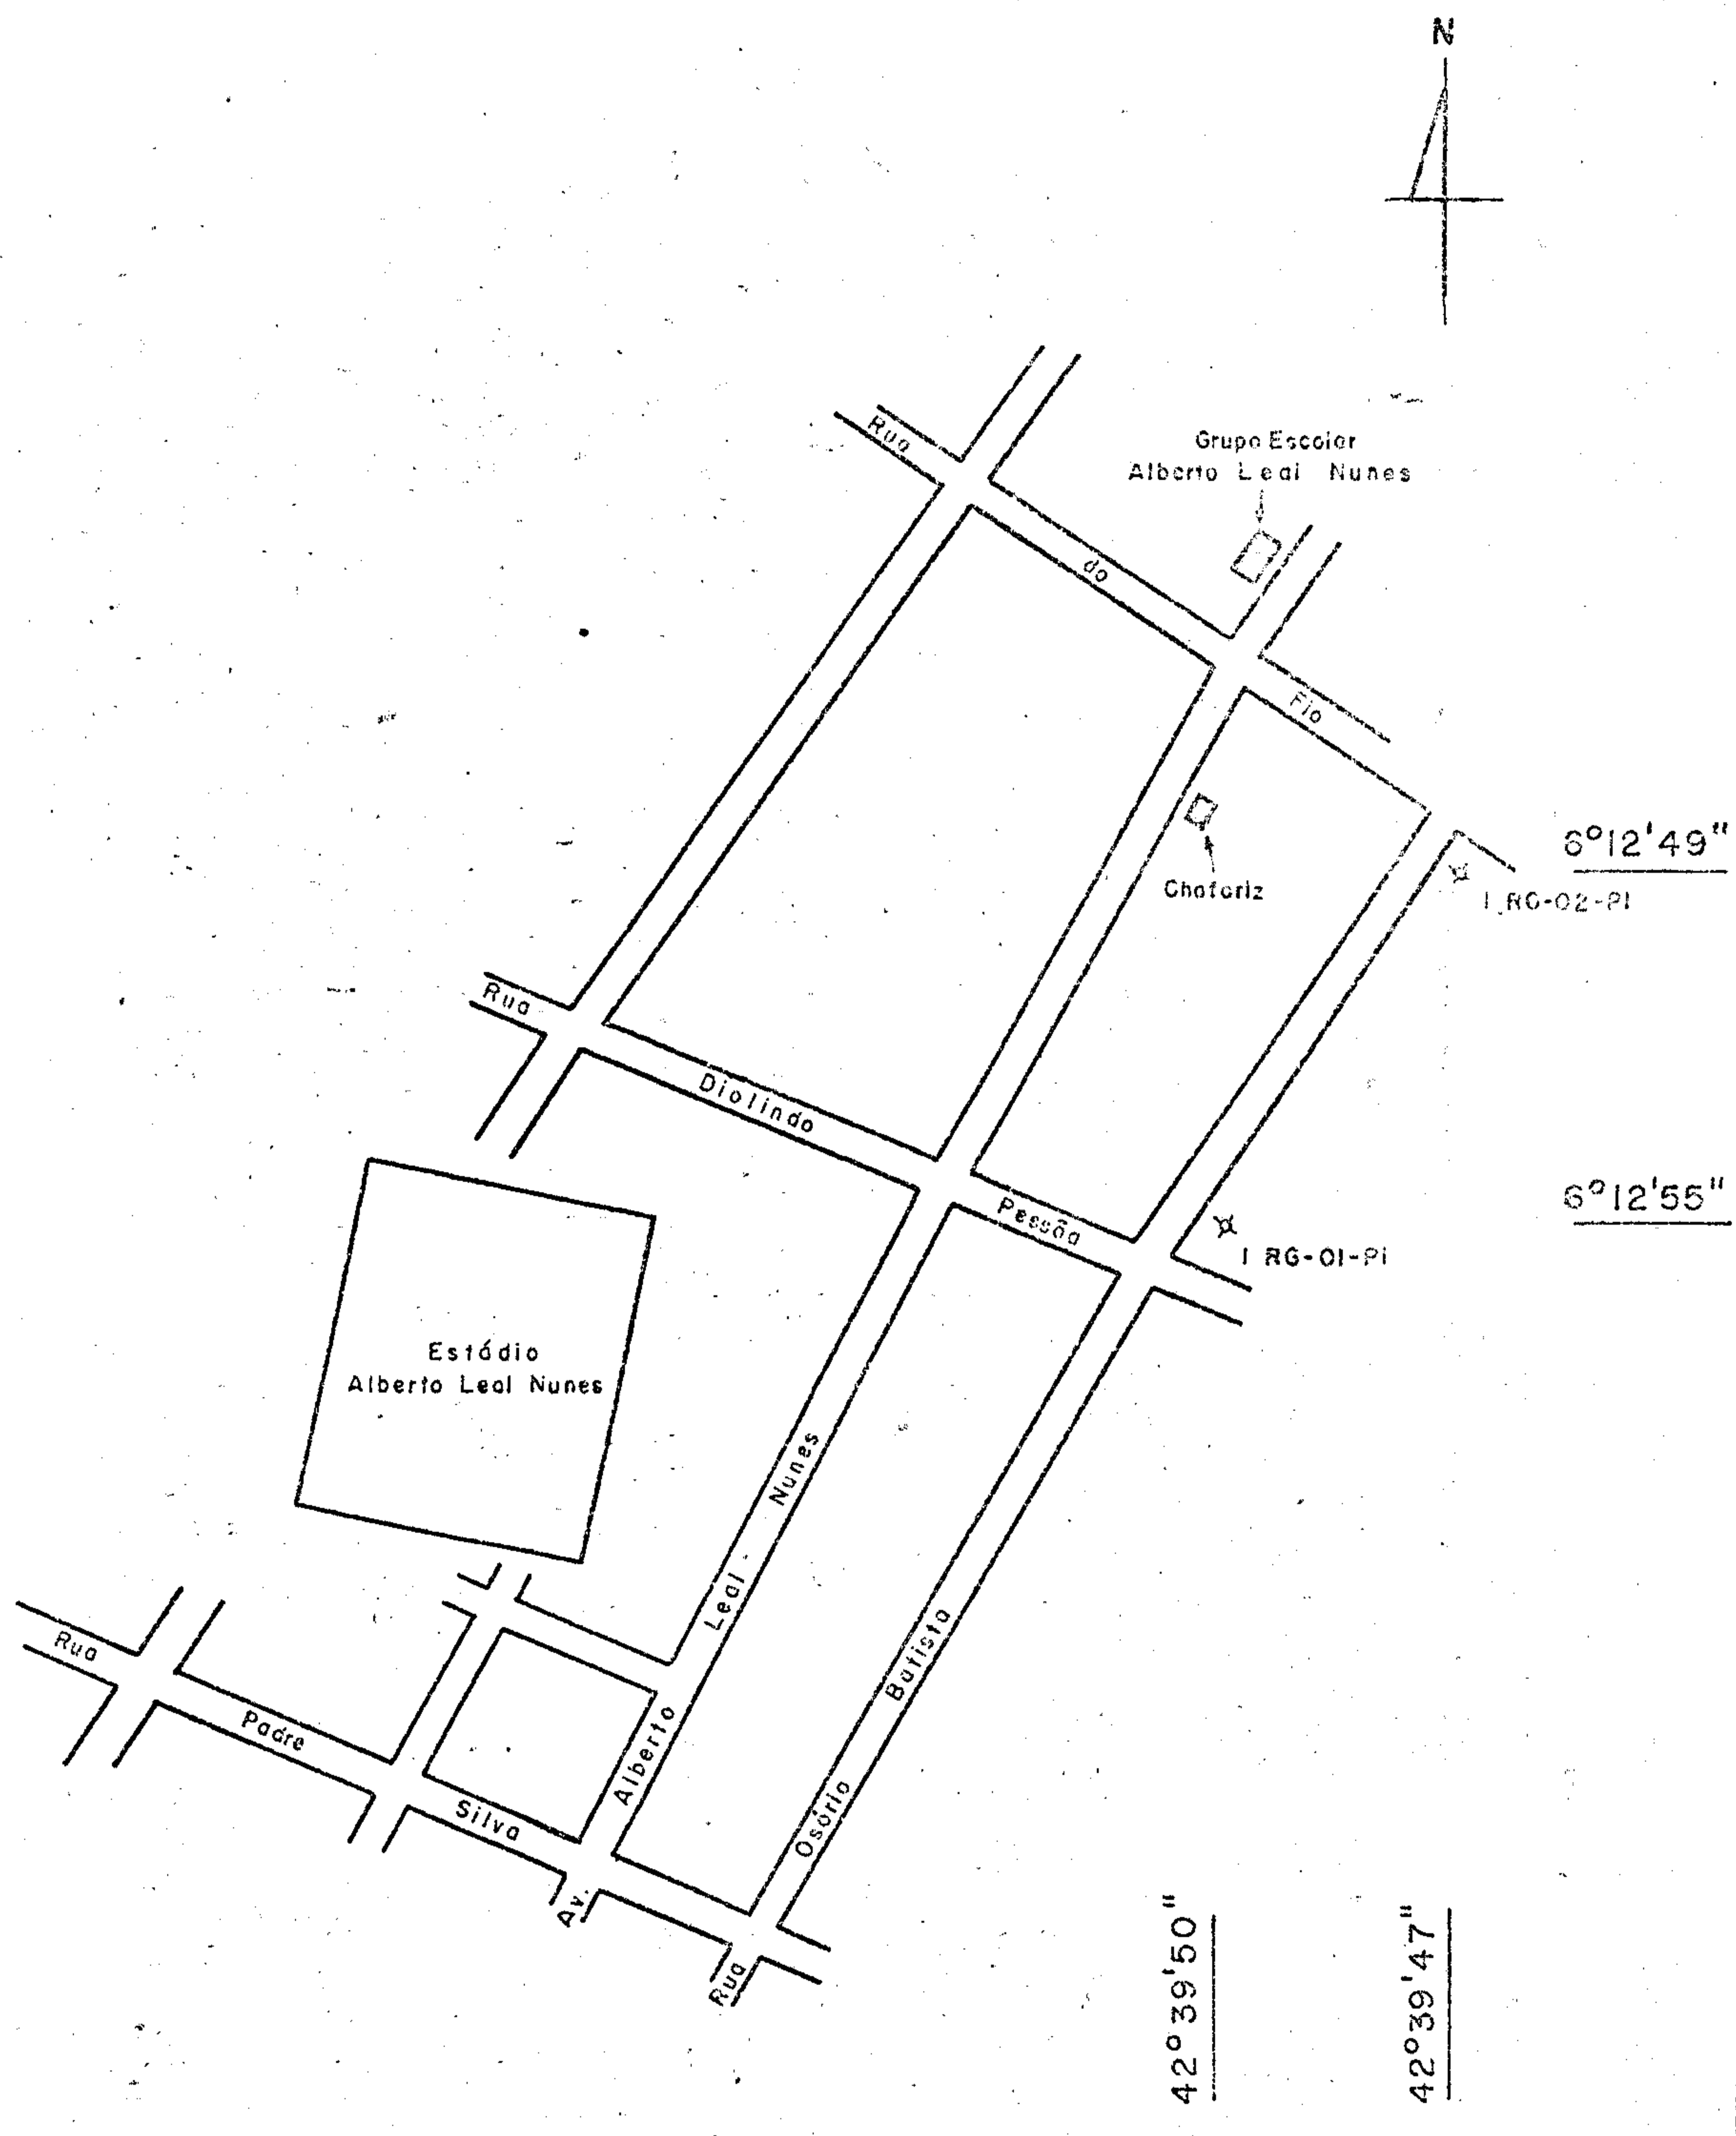 N
Grupo Escolar
Alberto Leal Nunes
Rua do Fio
6°12'49"
Chafariz
1 RG-02-PI
Rua Diolindo Pessôa
6°12'55"
1 RG-01-PI
Estádio
Alberto Leal Nunes
Rua Padre Silva
Av. Alberto Leal Nunes
Rua Osório Batista
42°39'50"
42°39'47"